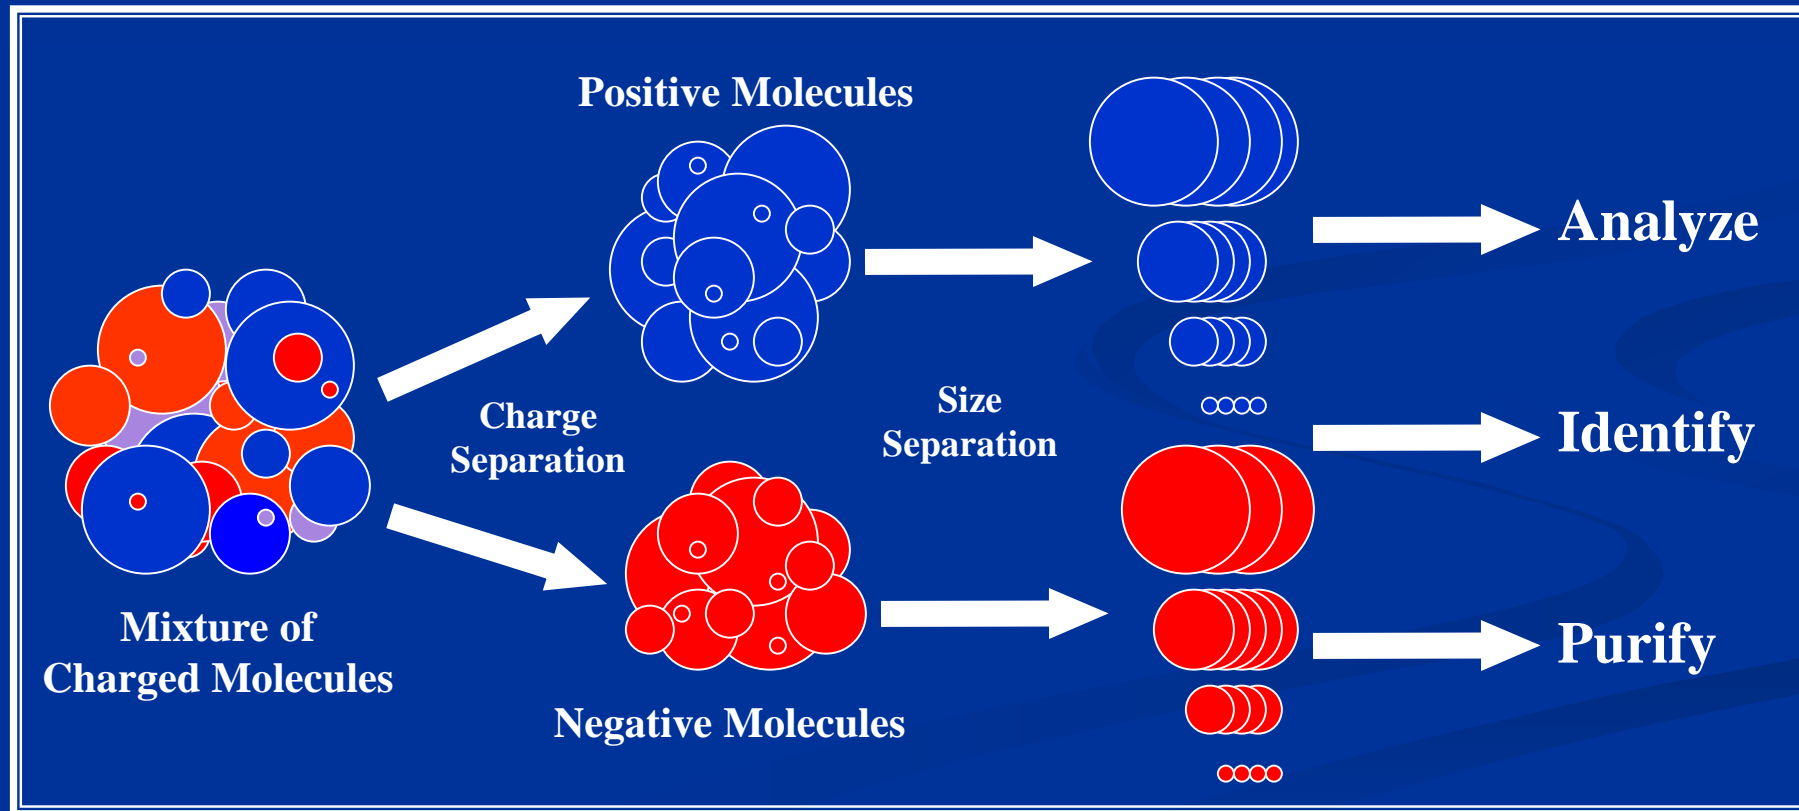 Positive Molecules
Analyze
Charge
Separation
Size
Separation
Identify
Mixture of
Charged Molecules
Negative Molecules
Purify